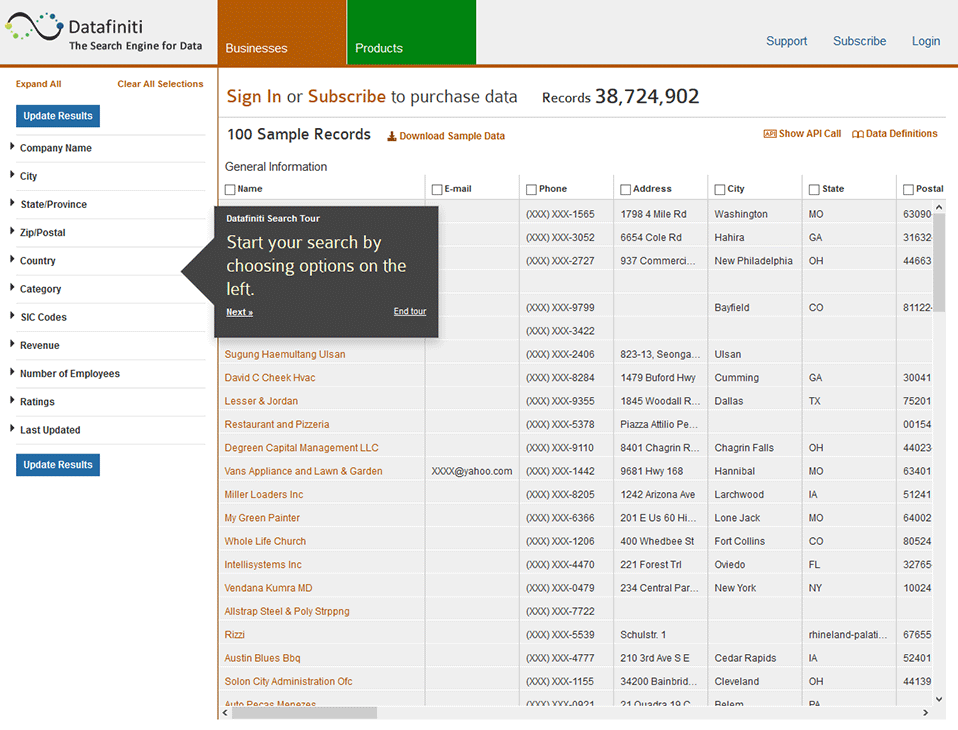 Datafiniti
The Search Engine for Data
Businesses
Products
Support Subscribe Login
Expand All Clear All Selections
Update Results
Company Name
City
State/Province
Zip/Postal
Country
Category
SIC Codes
Revenue
Number of Employees
Ratings
Last Updated
Update Results
Sign In or Subscribe to purchase data Records 38,724,902
100 Sample Records Download Sample Data API Show API Call Data Definitions
General Information
Name E-mail Phone Address City State Postal
Datafiniti Search Tour
Start your search by
choosing options on the
left.
Next » End tour
(XXX) XXX-1565 1798 4 Mile Rd Washington MO 63090
(XXX) XXX-3052 6654 Cole Rd Hahira GA 31632-
(XXX) XXX-2727 937 Commerci... New Philadelphia OH 44663
(XXX) XXX-9799 Bayfield CO 81122-
(XXX) XXX-3422
Sugung Haemultang Ulsan (XXX) XXX-2406 823-13, Seonga... Ulsan
David C Cheek Hvac (XXX) XXX-8284 1479 Buford Hwy Cumming GA 30041
Lesser & Jordan (XXX) XXX-9355 1845 Woodall R... Dallas TX 75201
Restaurant and Pizzeria (XXX) XXX-5378 Piazza Attilio Pe... 00154
Degreen Capital Management LLC (XXX) XXX-9110 8401 Chagrin R... Chagrin Falls OH 44023-
Vans Appliance and Lawn & Garden XXXX@yahoo.com (XXX) XXX-1442 9681 Hwy 168 Hannibal MO 63401
Miller Loaders Inc (XXX) XXX-8205 1242 Arizona Ave Larchwood IA 51241
My Green Painter (XXX) XXX-6366 201 E Us 60 Hi... Lone Jack MO 64002
Whole Life Church (XXX) XXX-1206 400 Whedbee St Fort Collins CO 80524
Intellisystems Inc (XXX) XXX-4470 221 Forest Trl Oviedo FL 32765-
Vendana Kumra MD (XXX) XXX-0479 234 Central Par... New York NY 10024
Allstrap Steel & Poly Strppng (XXX) XXX-7722
Rizzi (XXX) XXX-5539 Schulstr. 1 rhineland-palati... 67655
Austin Blues Bbq (XXX) XXX-4777 210 3rd Ave S E Cedar Rapids IA 52401
Solon City Administration Ofc (XXX) XXX-1155 34200 Bainbrid... Cleveland OH 44139
Auto Pecas Menezes (XXX) XXX-0921 21 Quadra 19 C... Belem PA